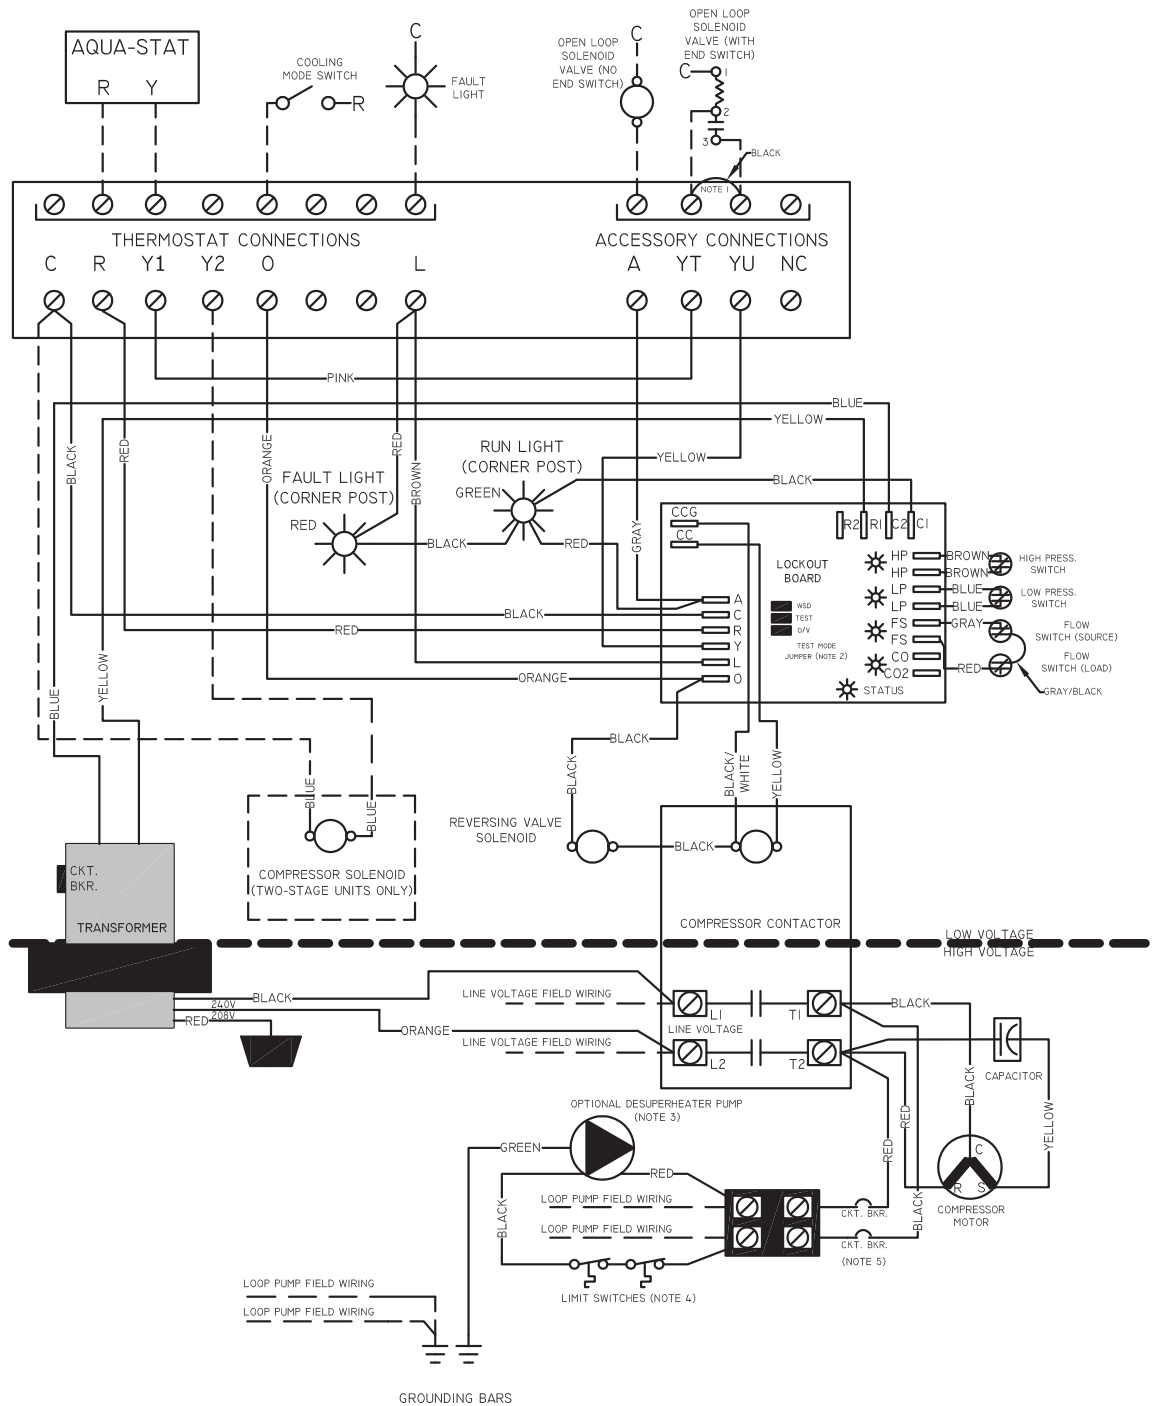 AQUA-STAT
R Y
COOLING
MODE SWITCH
R
C
FAULT
LIGHT
OPEN LOOP
SOLENOID
VALVE (NO
END SWITCH)
C
OPEN LOOP
SOLENOID
VALVE (WITH
END SWITCH)
C
1
2
3
BLACK
NOTE 1
THERMOSTAT CONNECTIONS
C R Y1 Y2 O L
ACCESSORY CONNECTIONS
A YT YU NC
PINK
BLUE
YELLOW
BLACK
RED
ORANGE
RED
BROWN
RUN LIGHT
(CORNER POST)
GREEN
FAULT LIGHT
(CORNER POST)
RED
BLACK
RED
YELLOW
BLACK
GRAY
CCG
CC
R2 R1 C2 C1
LOCKOUT
BOARD
WSD
TEST
O/V
TEST MODE
JUMPER (NOTE 2)
A
C
R
Y
L
O
HP
HP
LP
LP
FS
FS
CO
CO2
STATUS
BROWN
BROWN
BLUE
BLUE
GRAY
RED
HIGH PRESS.
SWITCH
LOW PRESS.
SWITCH
FLOW
SWITCH (SOURCE)
FLOW
SWITCH (LOAD)
GRAY/BLACK
BLACK
RED
ORANGE
BLUE
YELLOW
BLACK
BLACK
BLACK/
WHITE
YELLOW
BLUE
BLUE
COMPRESSOR SOLENOID
(TWO-STAGE UNITS ONLY)
REVERSING VALVE
SOLENOID
BLACK
CKT.
BKR.
TRANSFORMER
COMPRESSOR CONTACTOR
LOW VOLTAGE
HIGH VOLTAGE
BLACK
240V
208V
RED
ORANGE
LINE VOLTAGE FIELD WIRING
LINE VOLTAGE FIELD WIRING
L1
LINE VOLTAGE
L2
T1
T2
BLACK
CAPACITOR
BLACK
YELLOW
RED
RED
BLACK
C
R S
COMPRESSOR
MOTOR
OPTIONAL DESUPERHEATER PUMP
(NOTE 3)
GREEN
RED
BLACK
LOOP PUMP FIELD WIRING
LOOP PUMP FIELD WIRING
CKT. BKR.
CKT. BKR.
(NOTE 5)
LIMIT SWITCHES (NOTE 4)
LOOP PUMP FIELD WIRING
LOOP PUMP FIELD WIRING
GROUNDING BARS